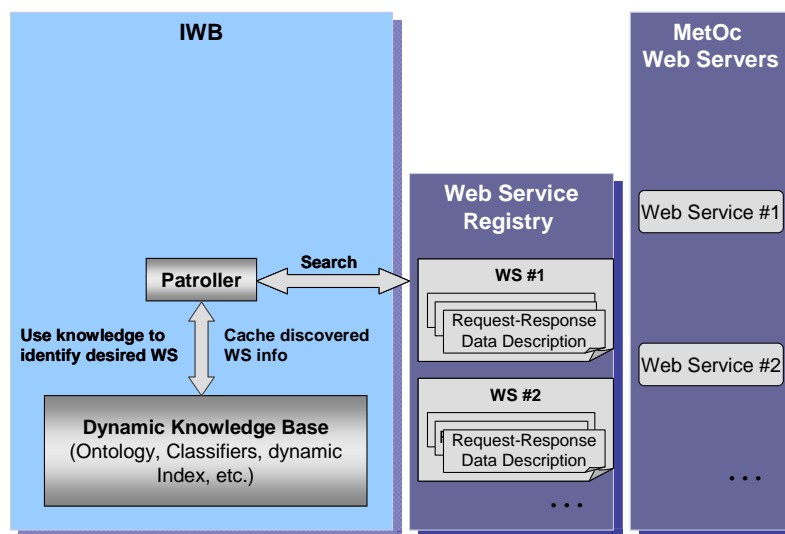 IWB
MetOc
Web Servers
Web Service
Registry
Web Service #1
Search
Patroller
WS #1
Request-Response
Data Description
Use knowledge to
identify desired WS
Cache discovered
WS info
Web Service #2
WS #2
Request-Response
Data Description
Dynamic Knowledge Base
(Ontology, Classifiers, dynamic
Index, etc.)
. . .
. . .